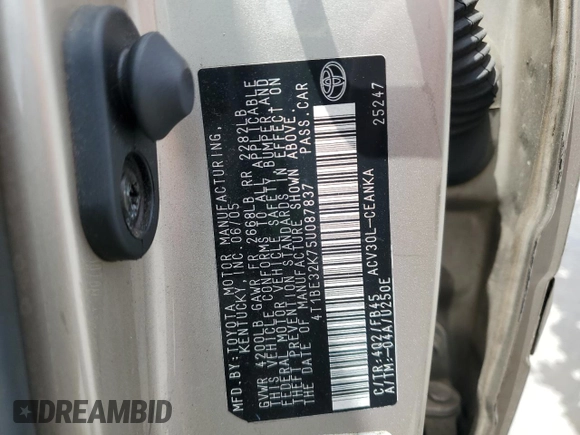 MFD.BY:TOYOTA MOTOR MANUFACTURING,
KENTUCKY, INC. 06/05
GVWR 4200LB GAWR FR 2668LB RR 2282LB
THIS VEHICLE CONFORMS TO ALL APPLICABLE
FEDERAL MOTOR VEHICLE SAFETY, BUMPER, AND
THEFT PREVENTION STANDARDS IN EFFECT ON
THE DATE OF MANUFACTURE SHOWN ABOVE.
4T1BE32K75U087837 PASS.CAR
ACV30L-CEANKA 25247
C/TR:4Q2/FB45
A/TM:-04A/U250E
DREAMBID